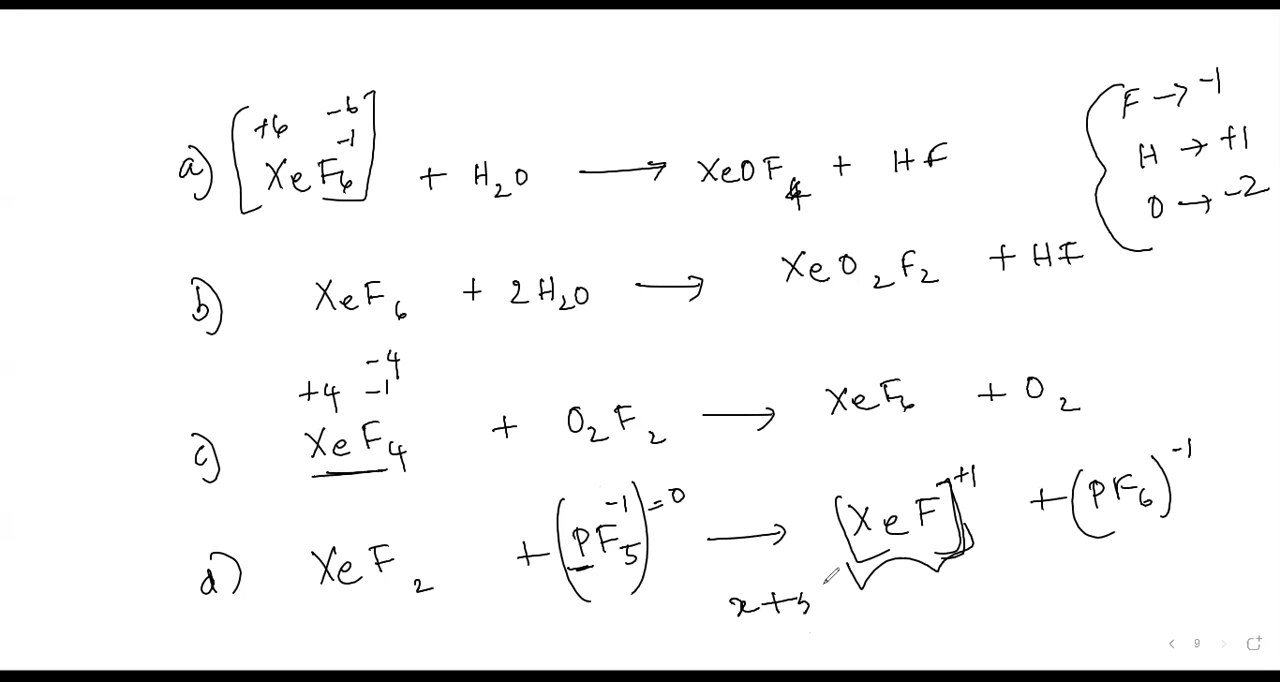 +6 -6
-1
a) [XeF₆] + H₂O ⟶ XeOF₄ + HF
F → -1
H → +1
O → -2
b) XeF₆ + 2H₂O ⟶ XeO₂F₂ + HF
-4
+4 -1
c) XeF₄ + O₂F₂ ⟶ XeF₆ + O₂
-1
d) XeF₂ + (PF₅) = 0 ⟶ [XeF]⁺¹ + (PF₆)⁻¹
x+5
9